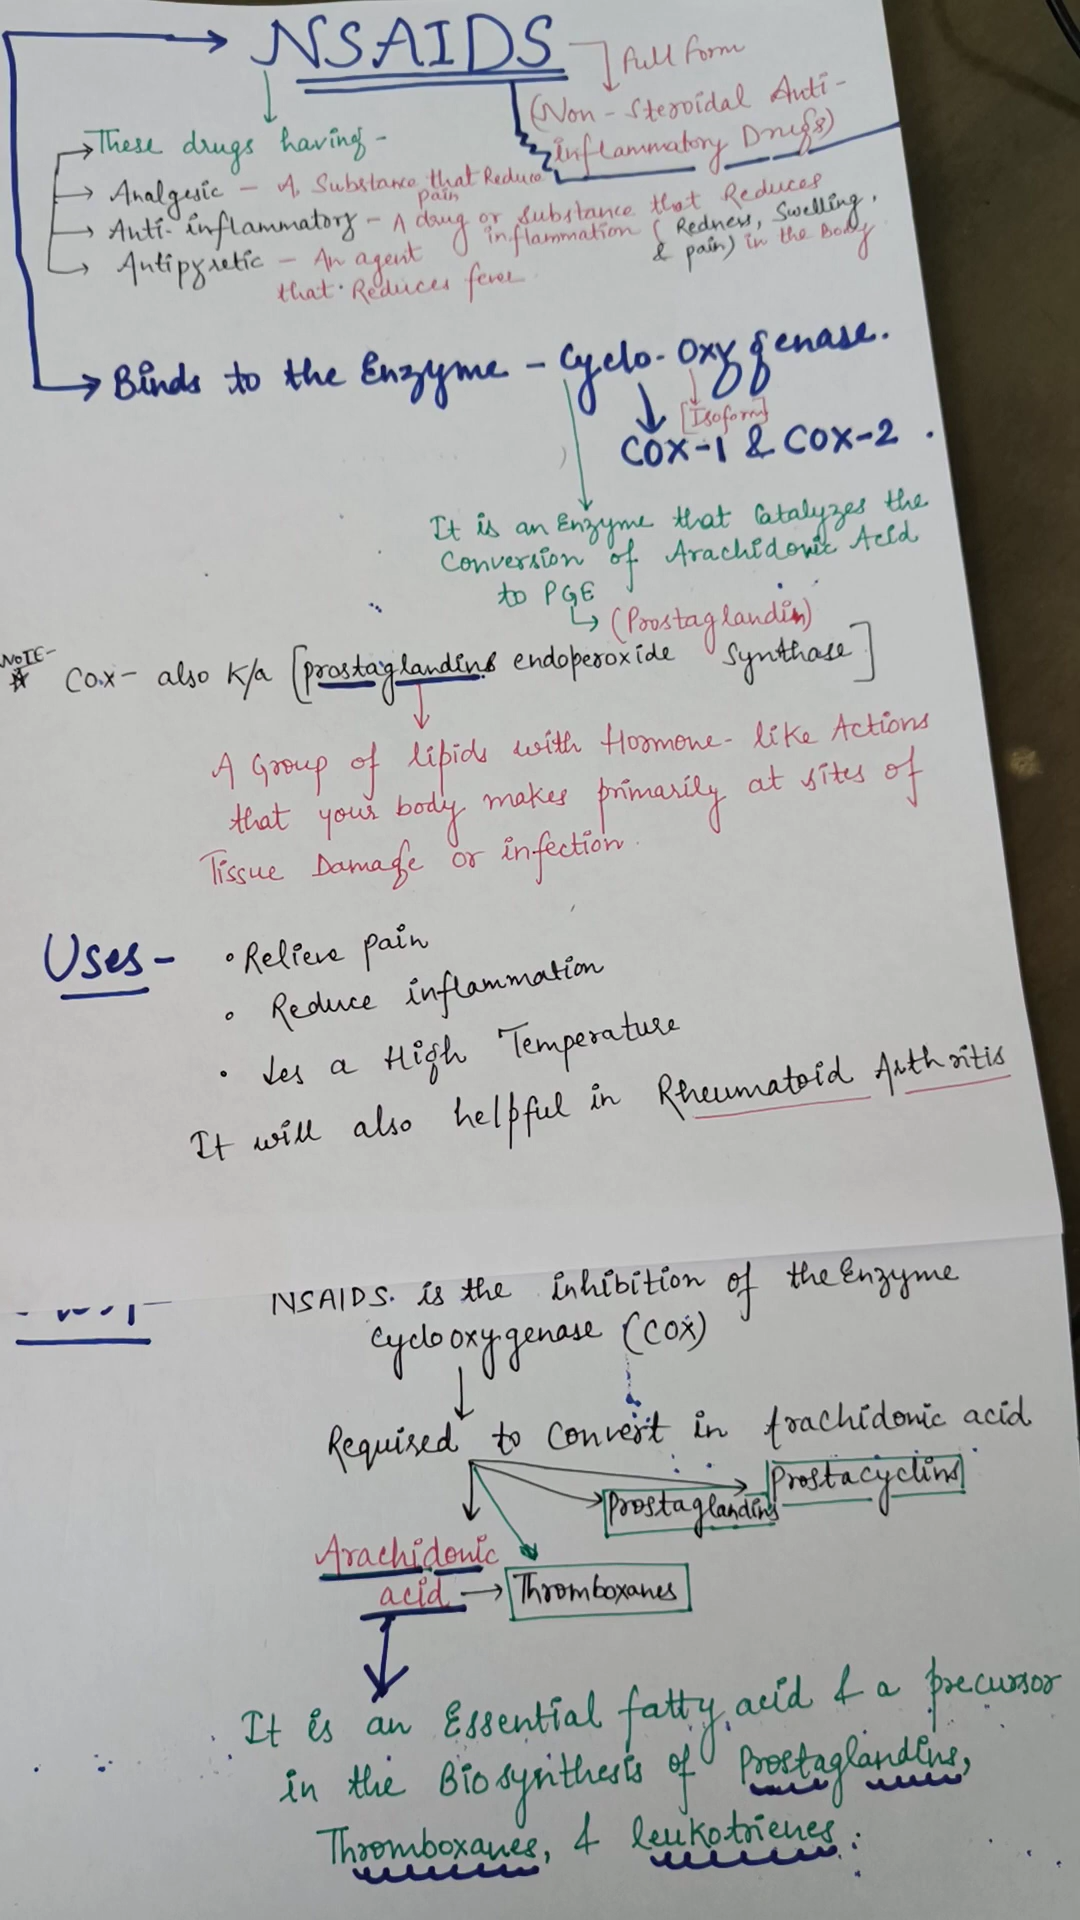 NSAIDS
Full form
(Non-Steroidal Anti-
inflammatory Drugs)
These drugs having-
Analgesic - A Substance that Reduce
pain
Anti-inflammatory - A drug or substance that Reduces
inflammation ( Redness, Swelling,
& pain) in the Body
Antipyretic - An agent
that Reduces fever
Binds to the Enzyme - Cyclo-Oxygenase.
[Isoform]
COX-1 & COX-2.
It is an Enzyme that Catalyzes the
Conversion of Arachidonic Acid
to PGE
(Prostaglandin)
NOTE-
COX- also K/a [prostaglandins endoperoxide Synthase]
A Group of lipids with Hormone-like Actions
that your body makes primarily at sites of
Tissue Damage or infection.
Uses-
• Relieve pain
• Reduce inflammation
• Les a High Temperature
It will also helpful in Rheumatoid Arthritis
NSAIDS. is the inhibition of the Enzyme
Cyclooxygenase (COX)
Required to Convert in Arachidonic acid
Prostacyclins
Prostaglandins
Arachidonic
acid
Thromboxanes
It is an Essential fatty acid & a precursor
in the Biosynthesis of Prostaglandins,
Thromboxanes, & leukotrienes.